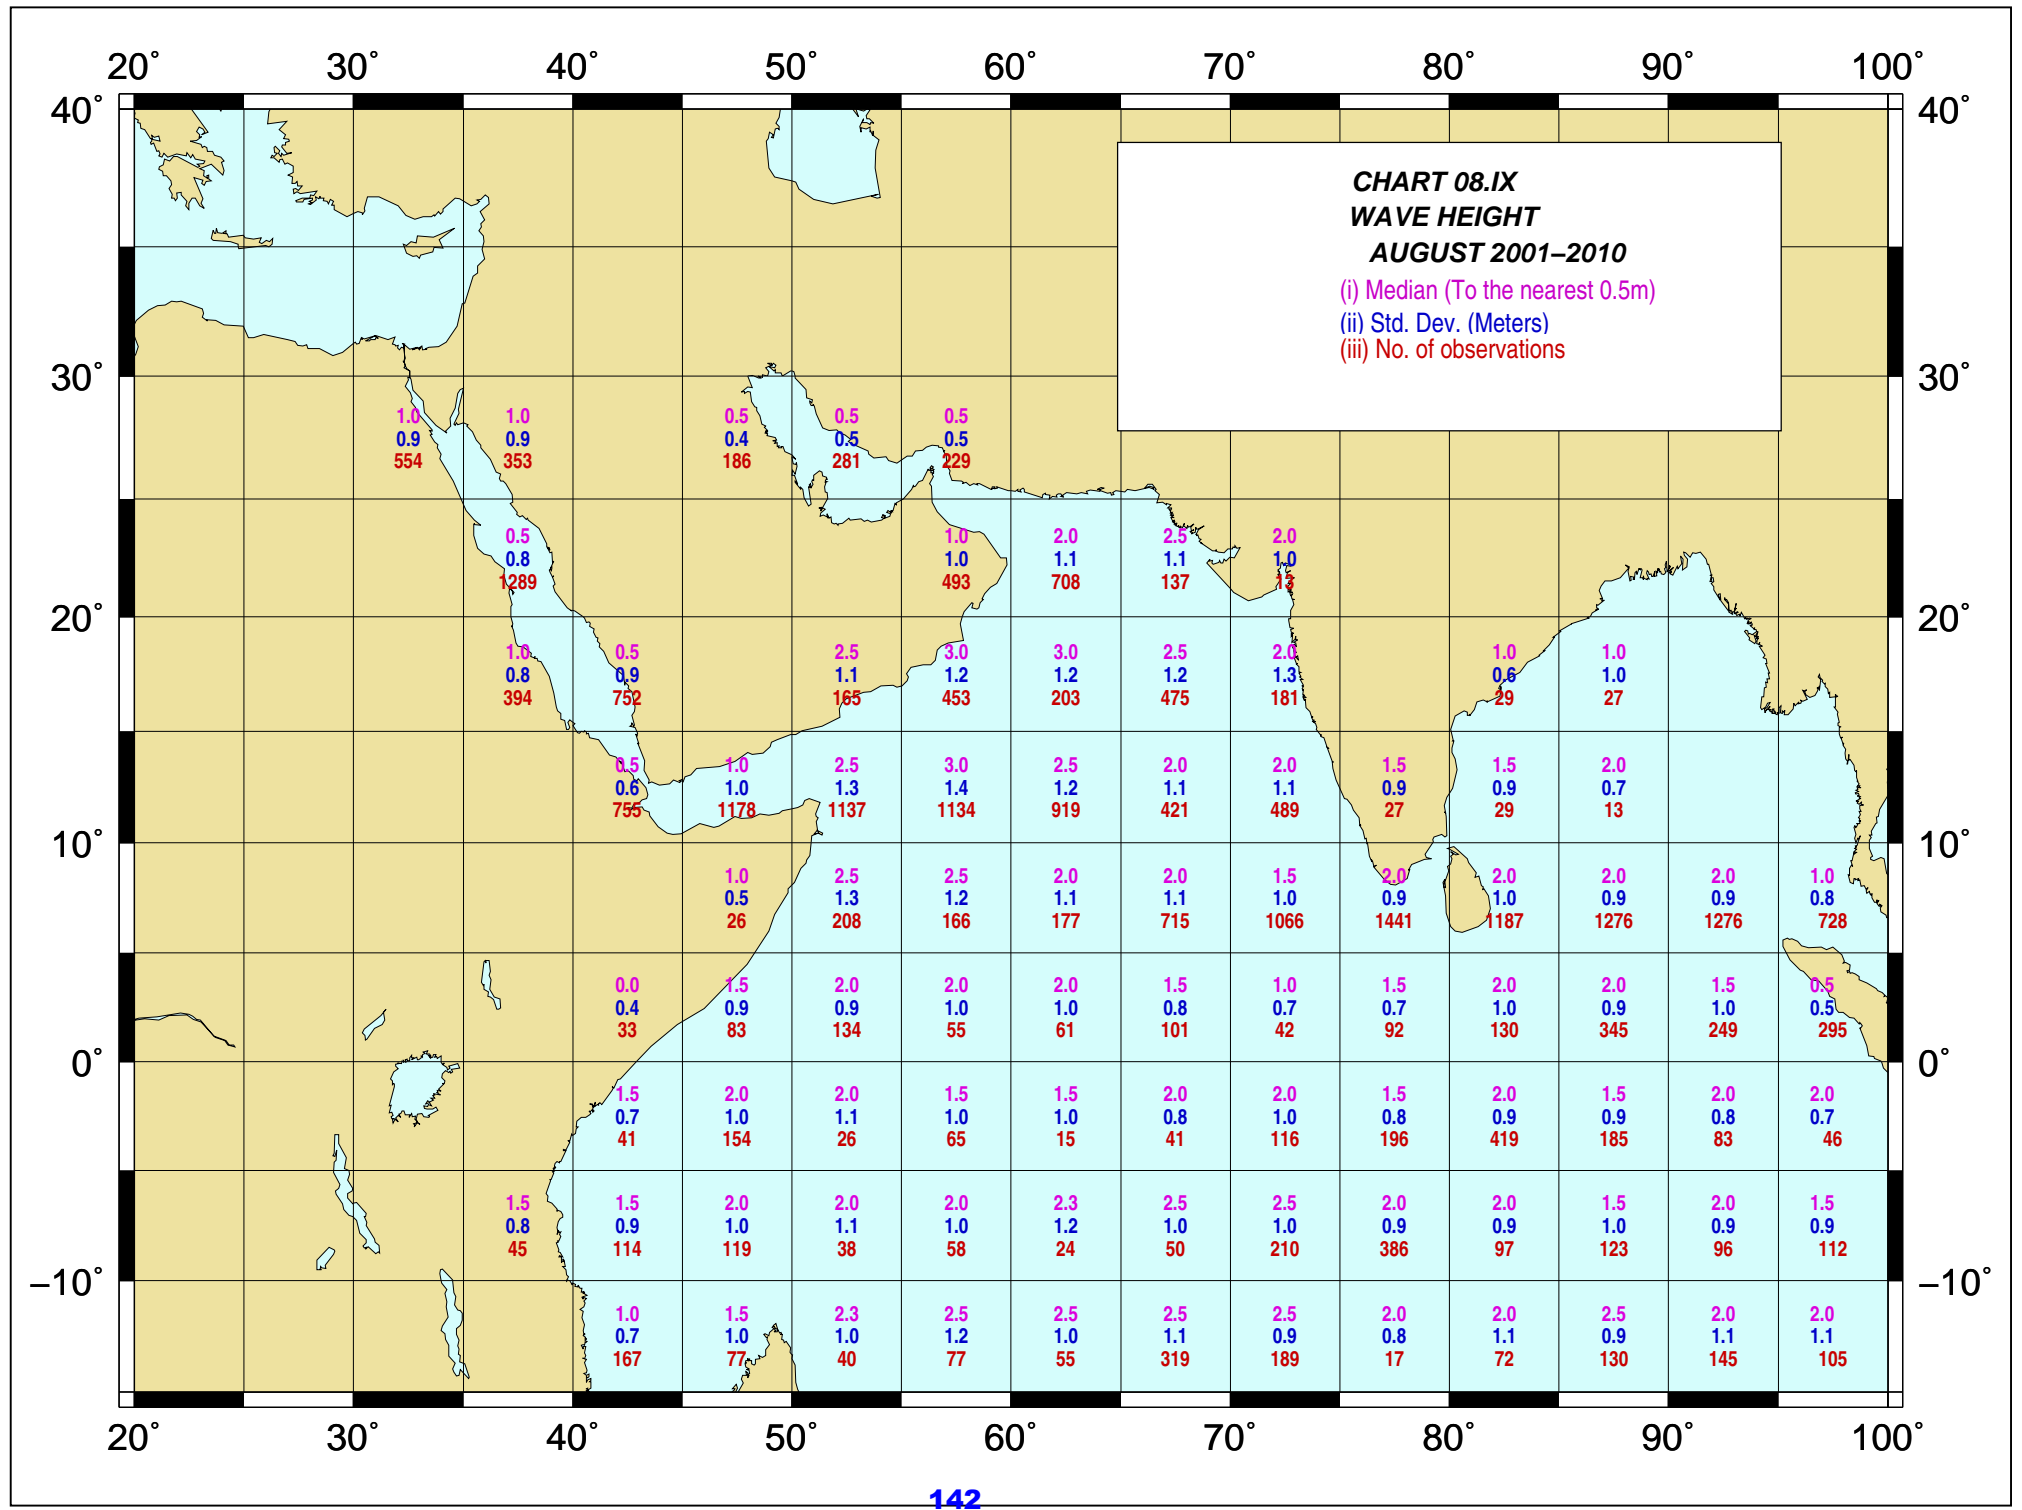 20° 30° 40° 50° 60° 70° 80° 90° 100°
40° 40°
CHART 08.IX
WAVE HEIGHT
AUGUST 2001–2010
(i) Median (To the nearest 0.5m)
(ii) Std. Dev. (Meters)
(iii) No. of observations
30° 30°
1.0 1.0 0.5 0.5 0.5
0.9 0.9 0.4 0.5 0.5
554 353 186 281 229
0.5 1.0 2.0 2.5 2.0
0.8 1.0 1.1 1.1 1.0
1289 493 708 137 13
20° 20°
1.0 0.5 2.5 3.0 3.0 2.5 2.0 1.0 1.0
0.8 0.9 1.1 1.2 1.2 1.2 1.3 0.6 1.0
394 752 165 453 203 475 181 29 27
0.5 1.0 2.5 3.0 2.5 2.0 2.0 1.5 1.5 2.0
0.6 1.0 1.3 1.4 1.2 1.1 1.1 0.9 0.9 0.7
755 1178 1137 1134 919 421 489 27 29 13
10° 10°
1.0 2.5 2.5 2.0 2.0 1.5 2.0 2.0 2.0 2.0 1.0
0.5 1.3 1.2 1.1 1.1 1.0 0.9 1.0 0.9 0.9 0.8
26 208 166 177 715 1066 1441 1187 1276 1276 728
0.0 1.5 2.0 2.0 2.0 1.5 1.0 1.5 2.0 2.0 1.5 0.5
0.4 0.9 0.9 1.0 1.0 0.8 0.7 0.7 1.0 0.9 1.0 0.5
33 83 134 55 61 101 42 92 130 345 249 295
0° 0°
1.5 2.0 2.0 1.5 1.5 2.0 2.0 1.5 2.0 1.5 2.0 2.0
0.7 1.0 1.1 1.0 1.0 0.8 1.0 0.8 0.9 0.9 0.8 0.7
41 154 26 65 15 41 116 196 419 185 83 46
1.5 1.5 2.0 2.0 2.0 2.3 2.5 2.5 2.0 2.0 1.5 2.0 1.5
0.8 0.9 1.0 1.1 1.0 1.2 1.0 1.0 0.9 0.9 1.0 0.9 0.9
45 114 119 38 58 24 50 210 386 97 123 96 112
–10° –10°
1.0 1.5 2.3 2.5 2.5 2.5 2.5 2.0 2.0 2.5 2.0 2.0
0.7 1.0 1.0 1.2 1.0 1.1 0.9 0.8 1.1 0.9 1.1 1.1
167 77 40 77 55 319 189 17 72 130 145 105
20° 30° 40° 50° 60° 70° 80° 90° 100°
142